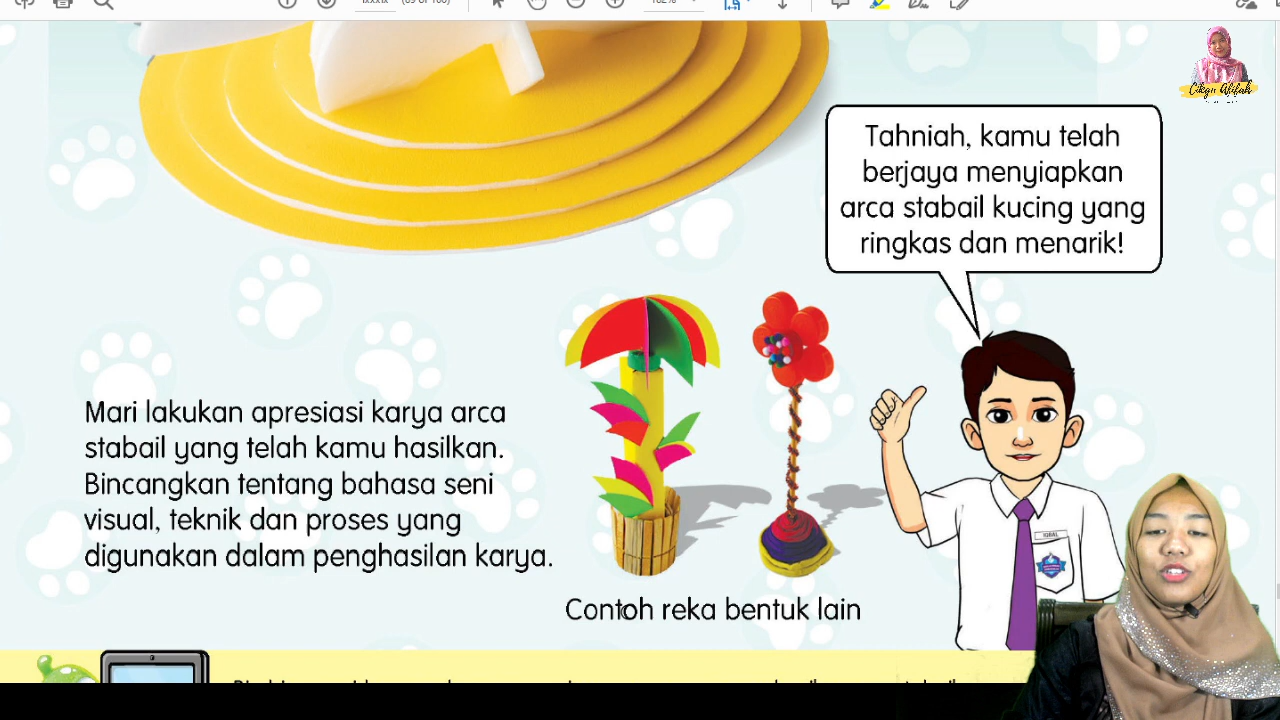 Cikgu Afifah
Tahniah, kamu telah
berjaya menyiapkan
arca stabail kucing yang
ringkas dan menarik!
IQBAL
Mari lakukan apresiasi karya arca
stabail yang telah kamu hasilkan.
Bincangkan tentang bahasa seni
visual, teknik dan proses yang
digunakan dalam penghasilan karya.
Contoh reka bentuk lain